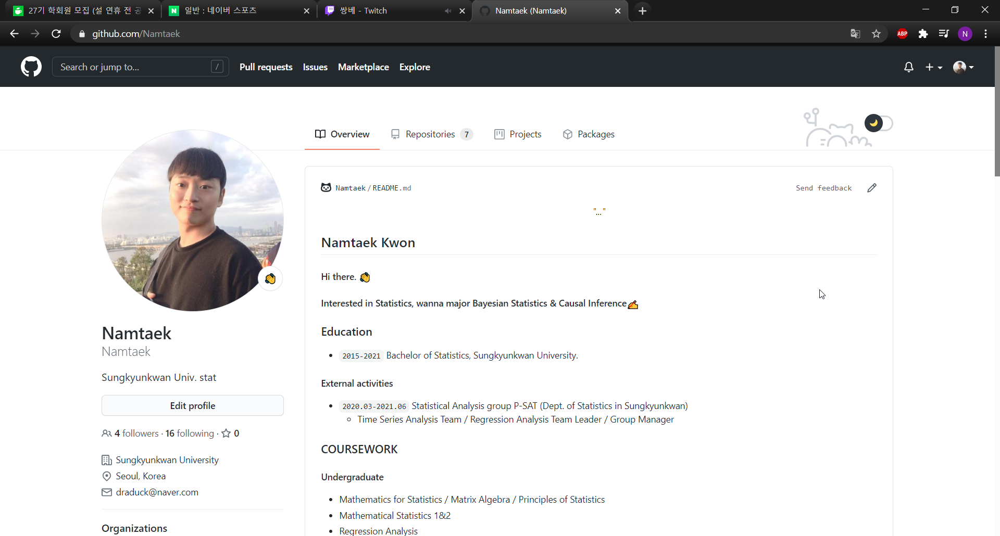 27기 학회원 모집 (설 연휴 전 공
일반 : 네이버 스포츠
쌍베 - Twitch
Namtaek (Namtaek)
github.com/Namtaek
ABP
N
Search or jump to...
/
Pull requests
Issues
Marketplace
Explore
Overview
Repositories 7
Projects
Packages
Namtaek / README.md
Send feedback
"..."
Namtaek Kwon
Hi there. 👏
Interested in Statistics, wanna major Bayesian Statistics & Causal Inference✍
Education
• 2015-2021 Bachelor of Statistics, Sungkyunkwan University.
External activities
• 2020.03-2021.06 Statistical Analysis group P-SAT (Dept. of Statistics in Sungkyunkwan)
○ Time Series Analysis Team / Regression Analysis Team Leader / Group Manager
COURSEWORK
Undergraduate
• Mathematics for Statistics / Matrix Algebra / Principles of Statistics
• Mathematical Statistics 1&2
• Regression Analysis
Namtaek
Namtaek
Sungkyunkwan Univ. stat
Edit profile
4 followers · 16 following · 0
Sungkyunkwan University
Seoul, Korea
draduck@naver.com
Organizations